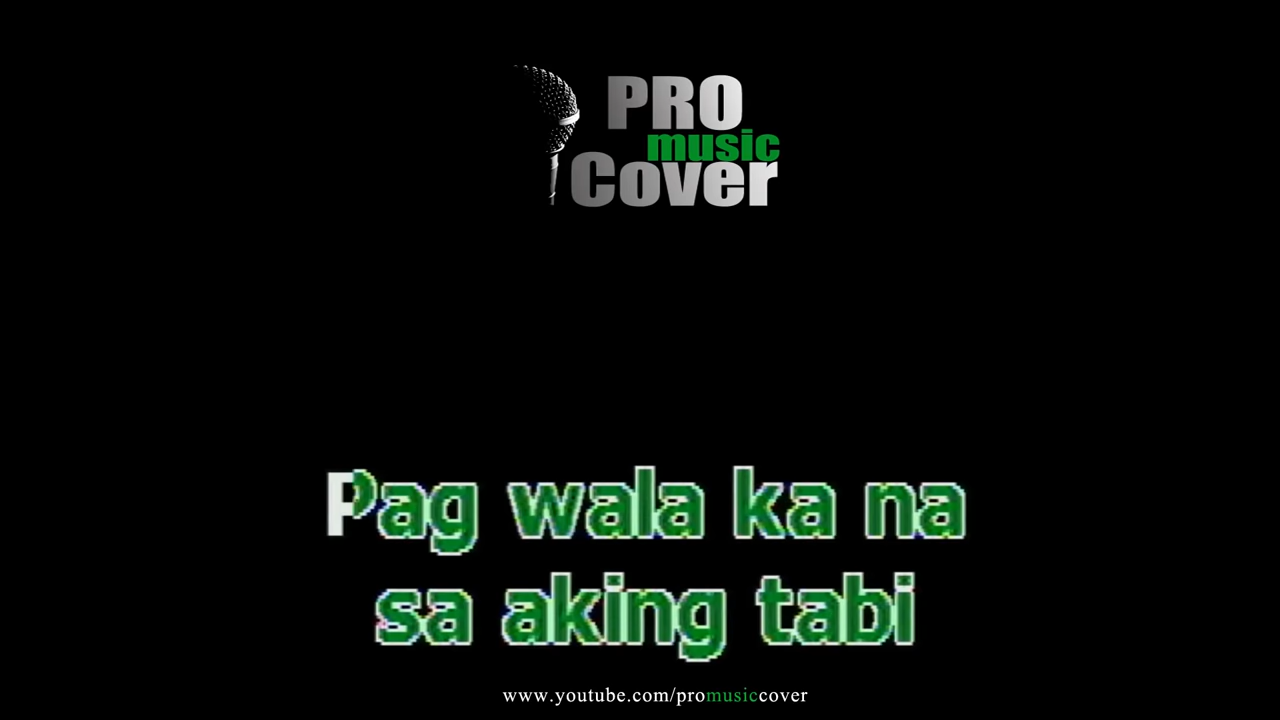 PRO
music
Cover
Pag wala ka na
sa aking tabi
www.youtube.com/promusiccover